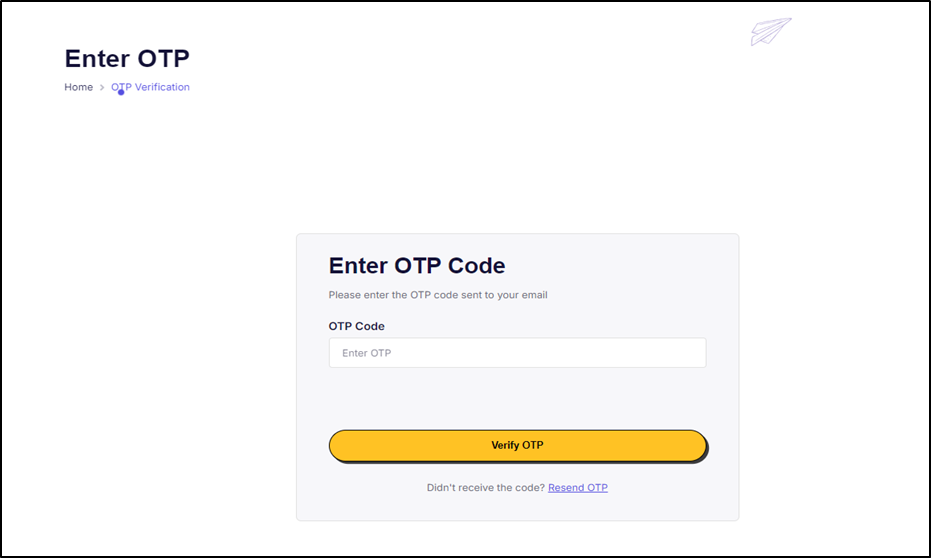 Enter OTP
Home > OTP Verification
Enter OTP Code
Please enter the OTP code sent to your email
OTP Code
Enter OTP
Verify OTP
Didn't receive the code? Resend OTP